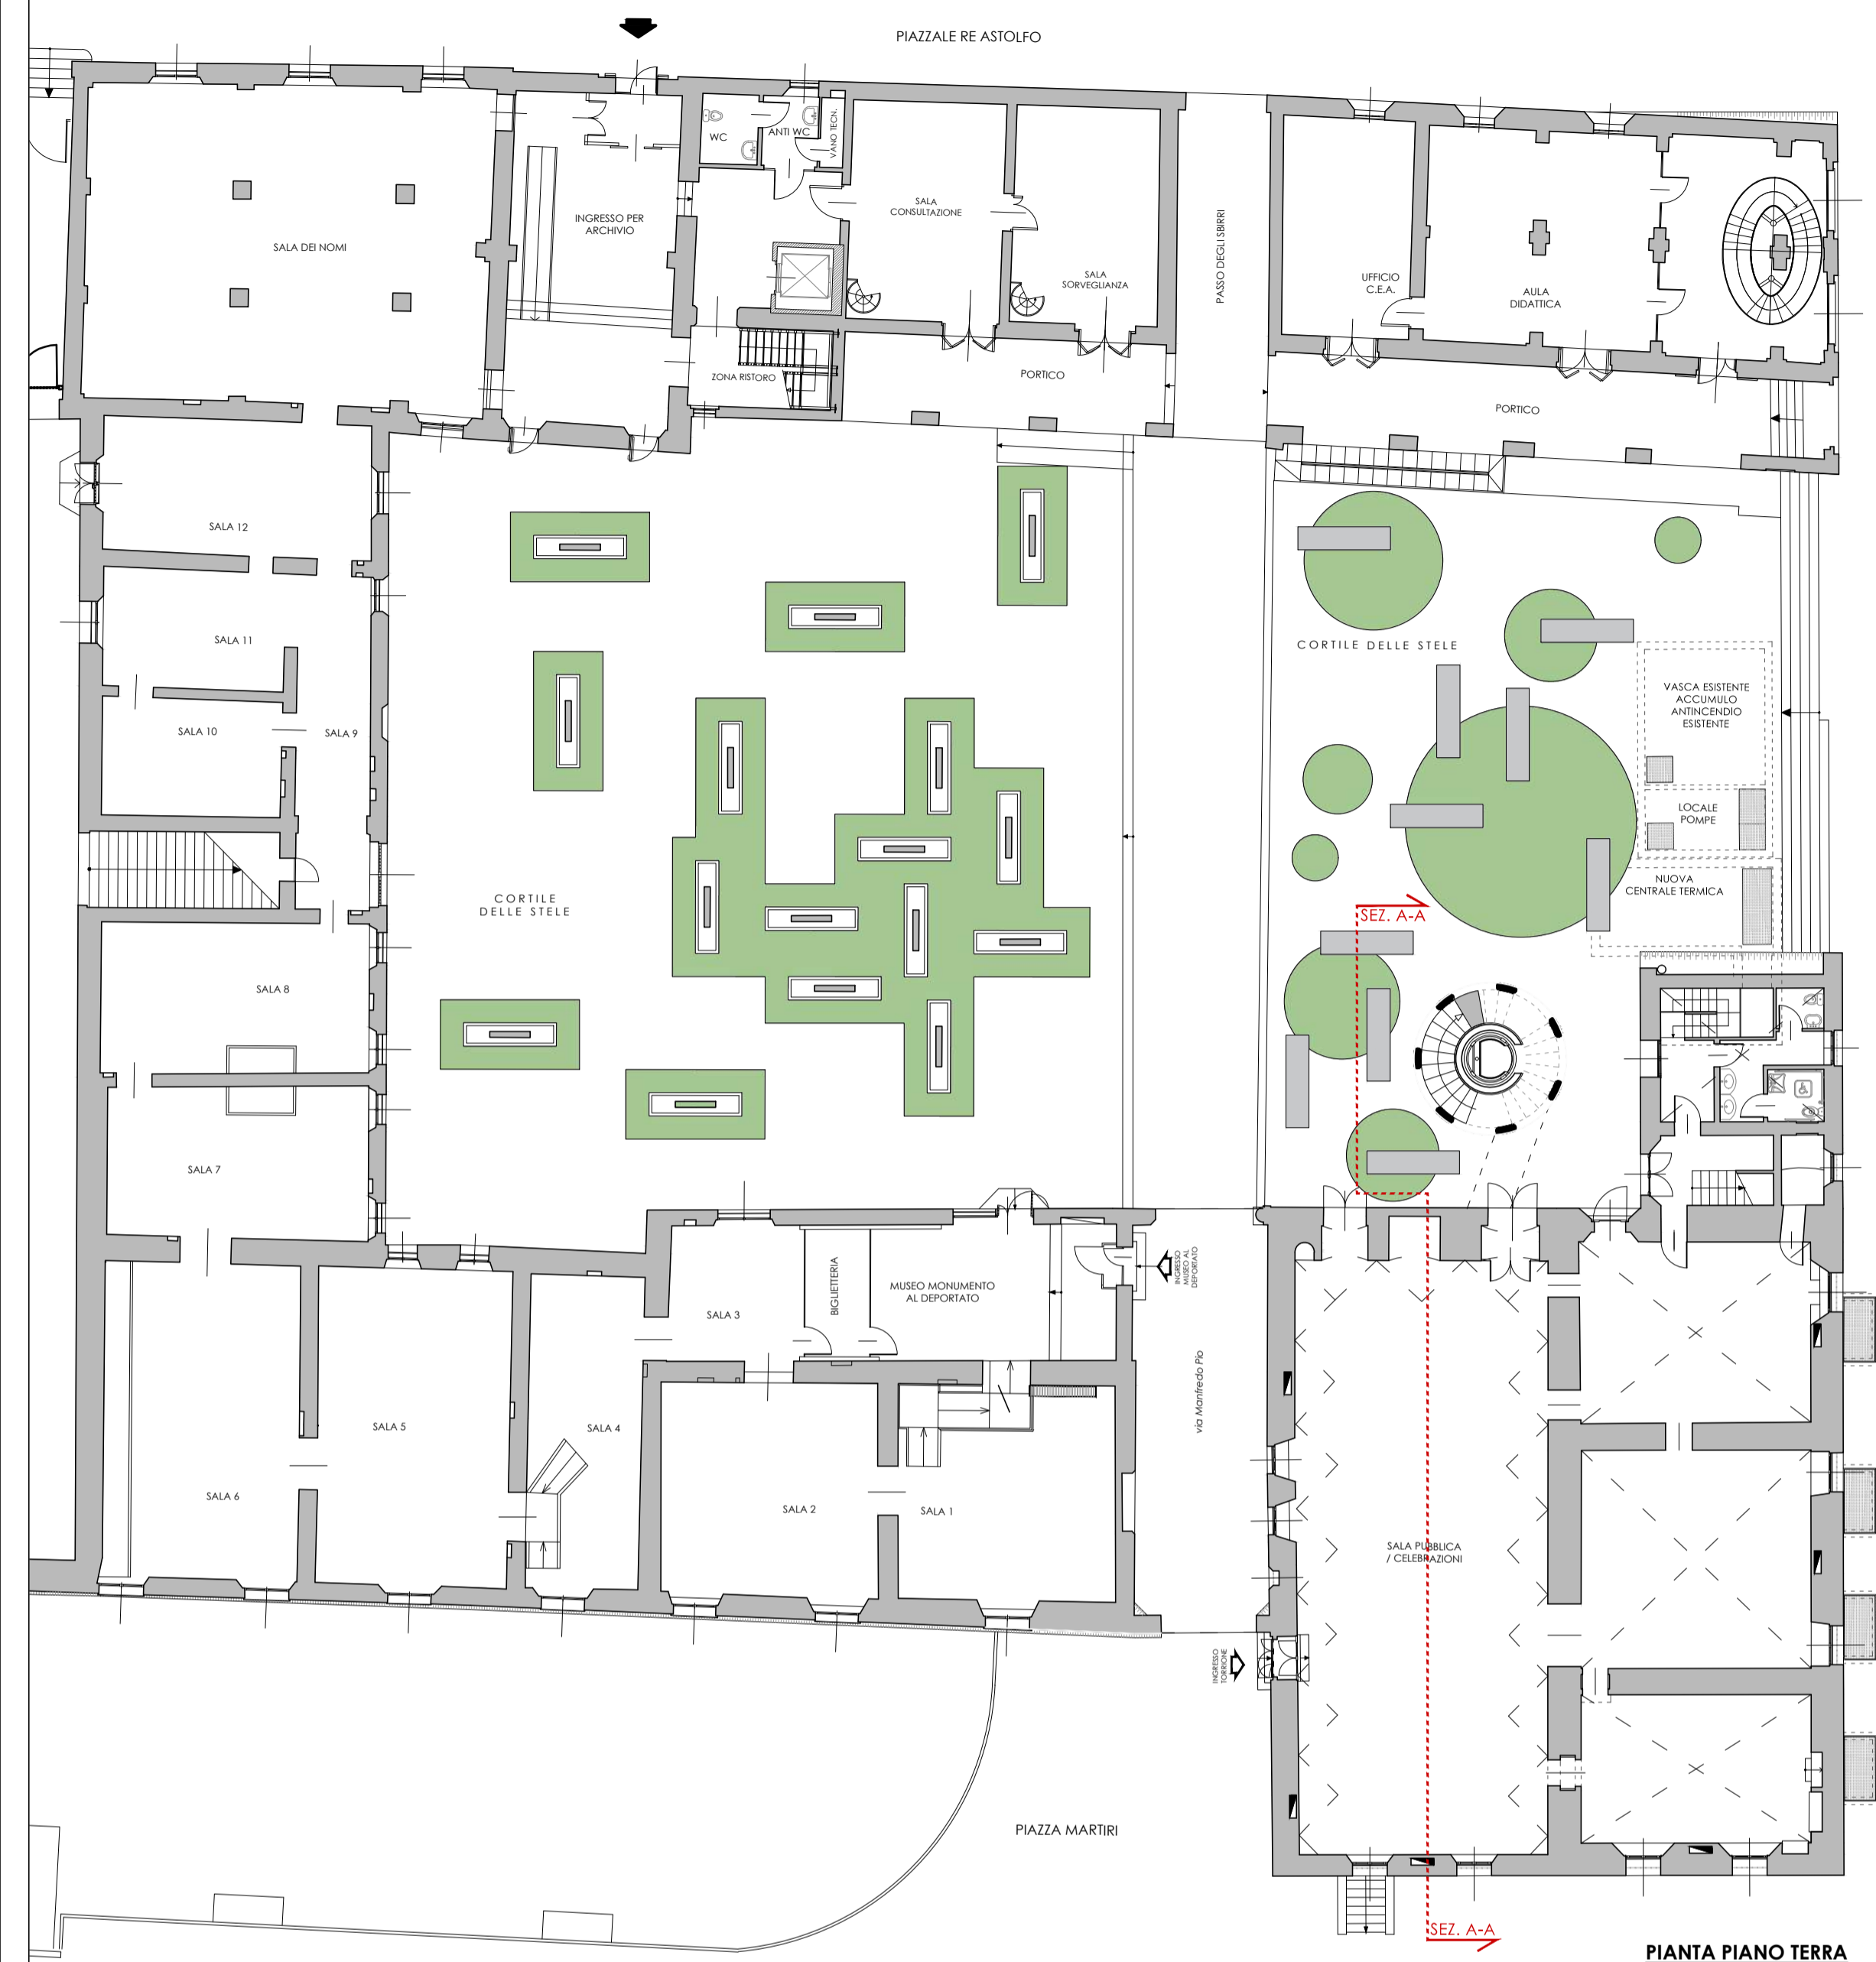 PIAZZALE RE ASTOLFO
WC
ANTI WC
VANO TECN.
SALA
CONSULTAZIONE
INGRESSO PER
ARCHIVIO
SALA DEI NOMI
SALA
SORVEGLIANZA
PASSO DEGLI SBIRRI
UFFICIO
C.E.A.
AULA
DIDATTICA
ZONA RISTORO
PORTICO
PORTICO
SALA 12
SALA 11
SALA 10
SALA 9
CORTILE DELLE STELE
VASCA ESISTENTE
ACCUMULO
ANTINCENDIO
ESISTENTE
LOCALE
POMPE
NUOVA
CENTRALE TERMICA
CORTILE
DELLE STELE
SEZ. A-A
SALA 8
SALA 7
BIGLIETTERIA
MUSEO MONUMENTO
AL DEPORTATO
INGRESSO
MUSEO AL
DEPORTATO
SALA 3
via Manfredo Pio
SALA 5
SALA 4
SALA 6
SALA 2
SALA 1
SALA PUBBLICA
/ CELEBRAZIONI
INGRESSO
TORRIONE
PIAZZA MARTIRI
SEZ. A-A
PIANTA PIANO TERRA